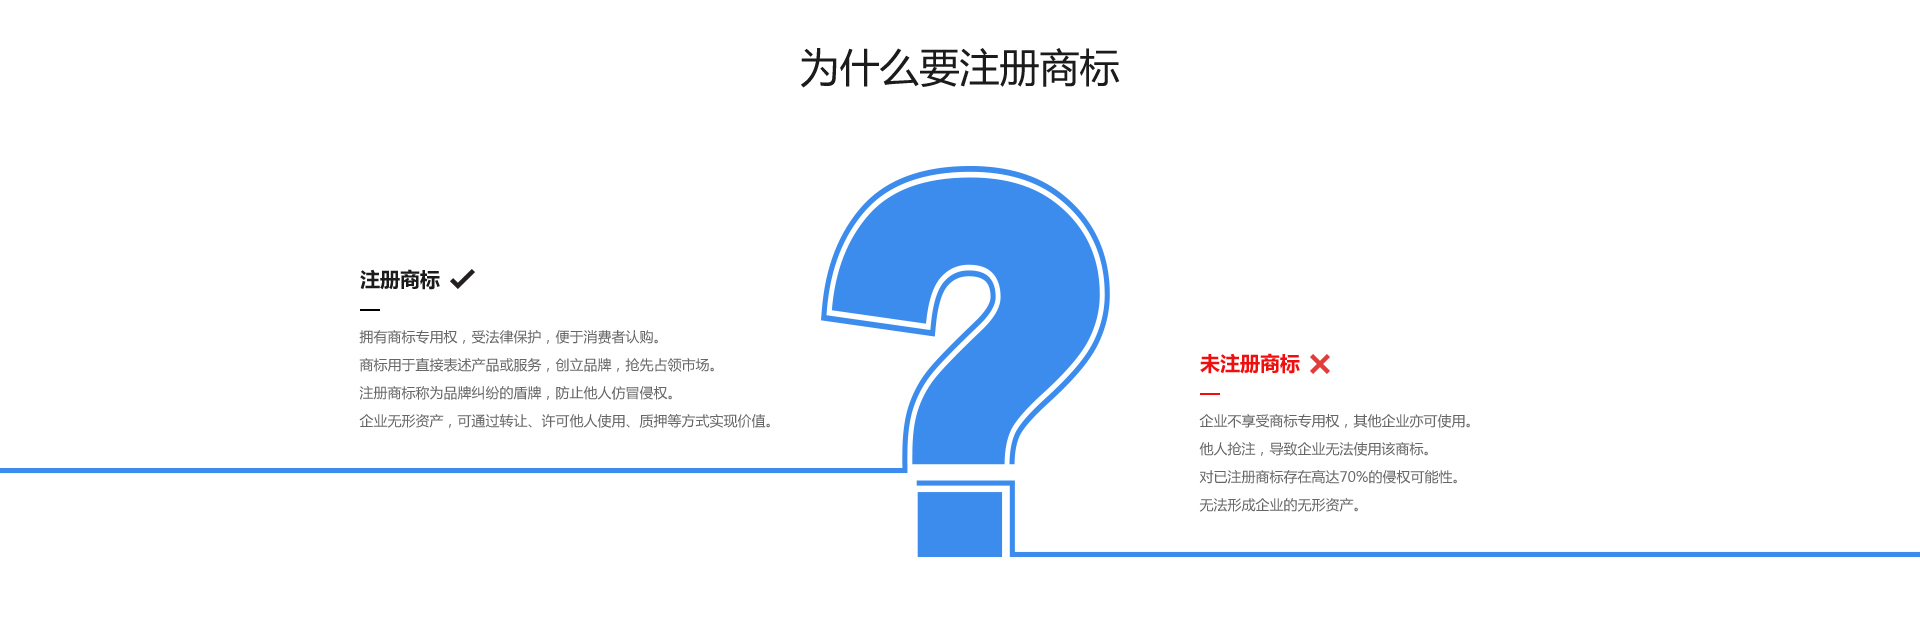 为什么要注册商标
注册商标
拥有商标专用权，受法律保护，便于消费者认购。
商标用于直接表述产品或服务，创立品牌，抢先占领市场。
注册商标称为品牌纠纷的盾牌，防止他人仿冒侵权。
企业无形资产，可通过转让、许可他人使用、质押等方式实现价值。
未注册商标
企业不享受商标专用权，其他企业亦可使用。
他人抢注，导致企业无法使用该商标。
对已注册商标存在高达70%的侵权可能性。
无法形成企业的无形资产。